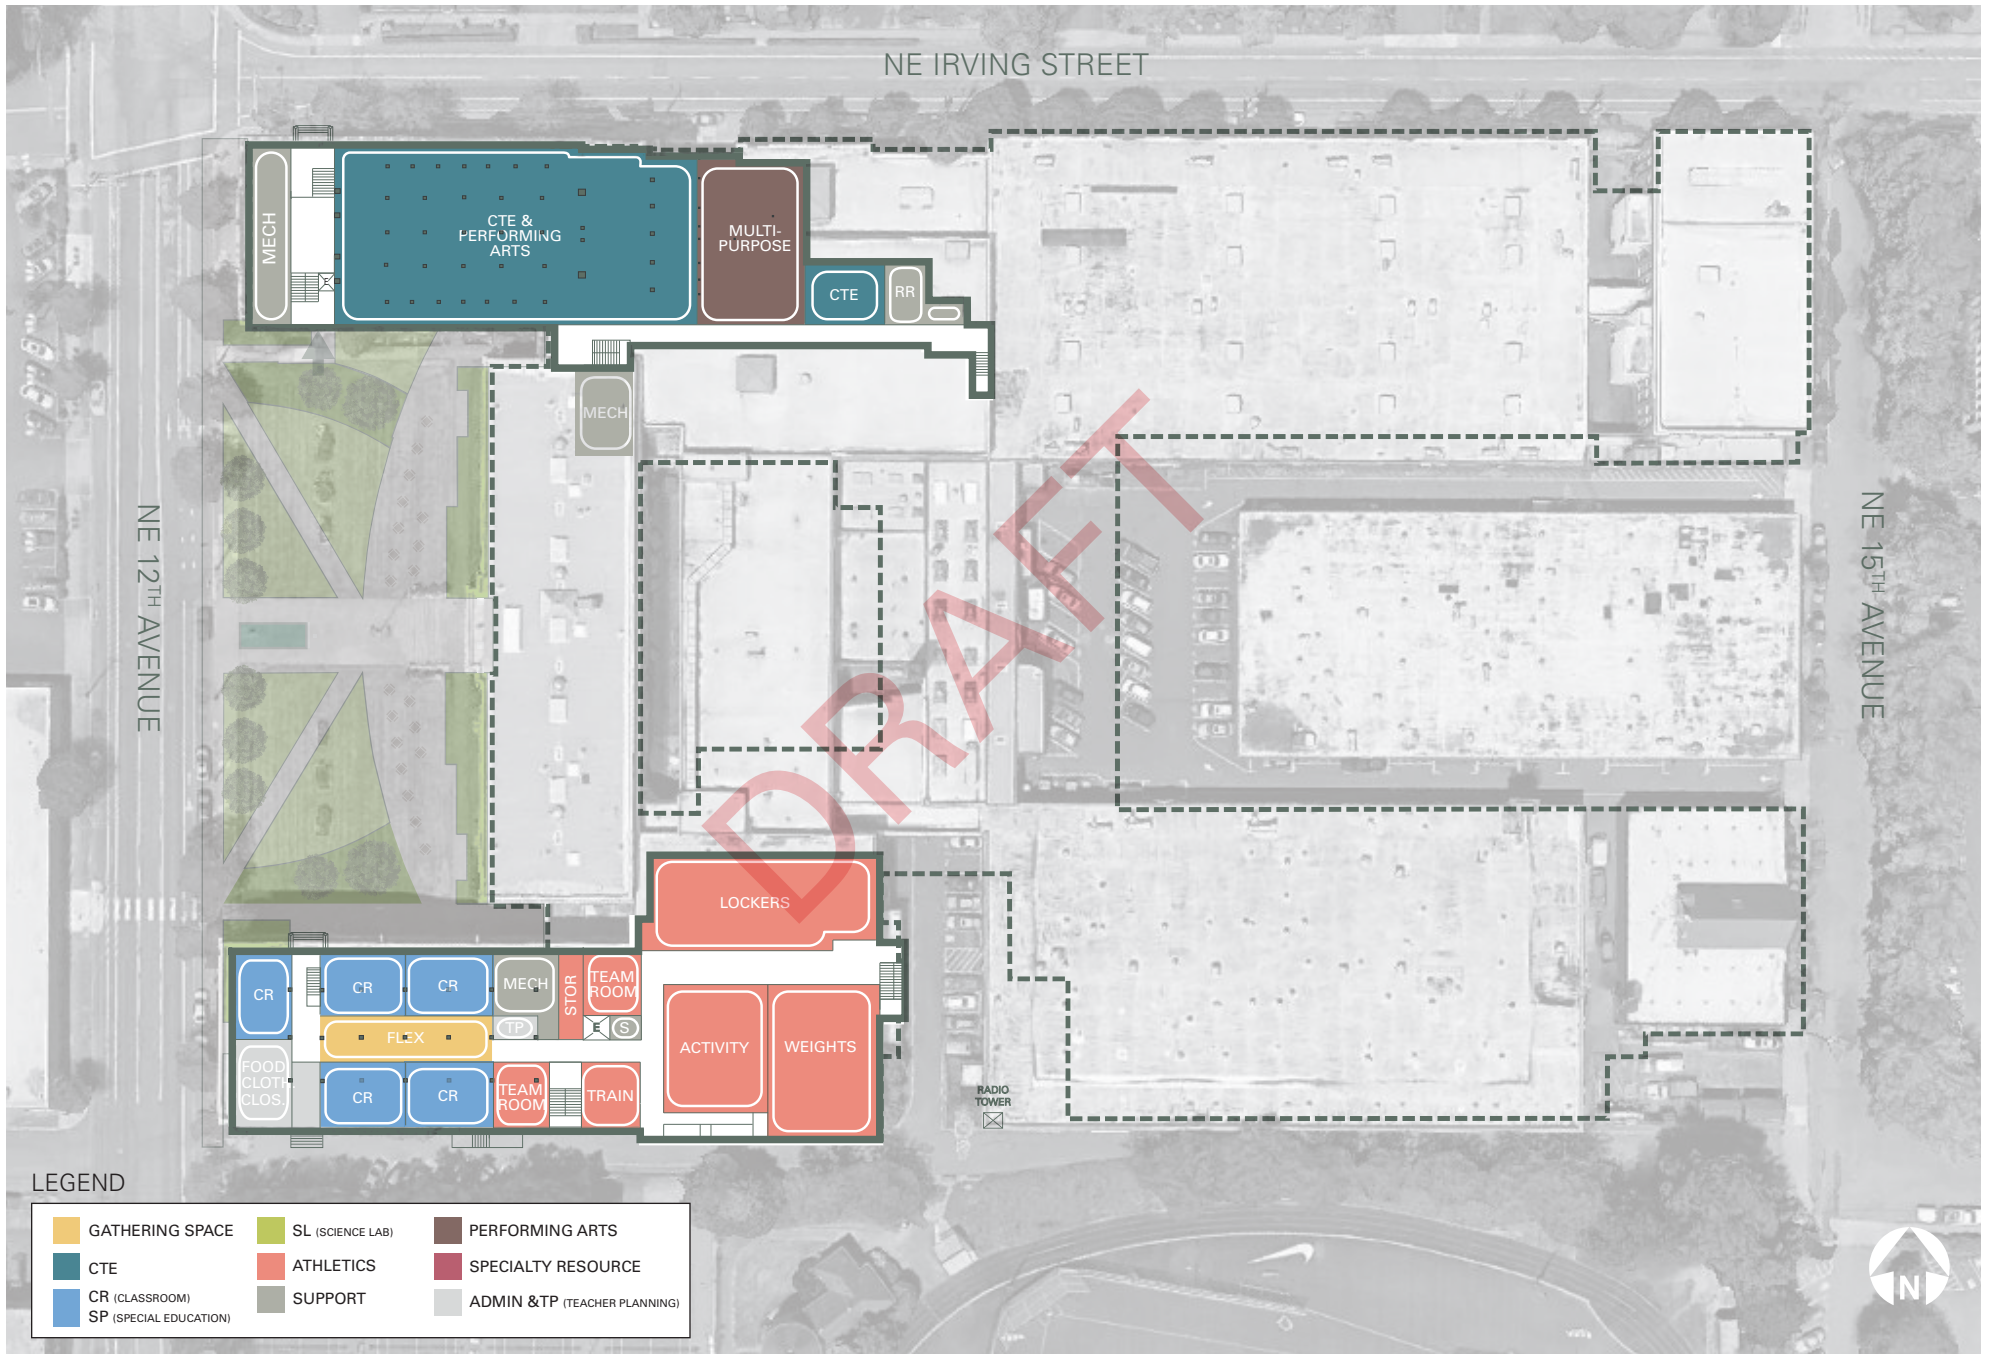 NE IRVING STREET
MECH
E
CTE &
PERFORMING
ARTS
MULTI-
PURPOSE
CTE
RR
MECH
NE 12TH AVENUE
NE 15TH AVENUE
DRAFT
LOCKERS
CR
CR
CR
MECH
STOR
TEAM
ROOM
TP
E
S
FLEX
FOOD
CLOTH.
CLOS.
CR
CR
TEAM
ROOM
TRAIN
ACTIVITY
WEIGHTS
RADIO
TOWER
LEGEND
GATHERING SPACE
CTE
CR (CLASSROOM)
SP (SPECIAL EDUCATION)
SL (SCIENCE LAB)
ATHLETICS
SUPPORT
PERFORMING ARTS
SPECIALTY RESOURCE
ADMIN &TP (TEACHER PLANNING)
N